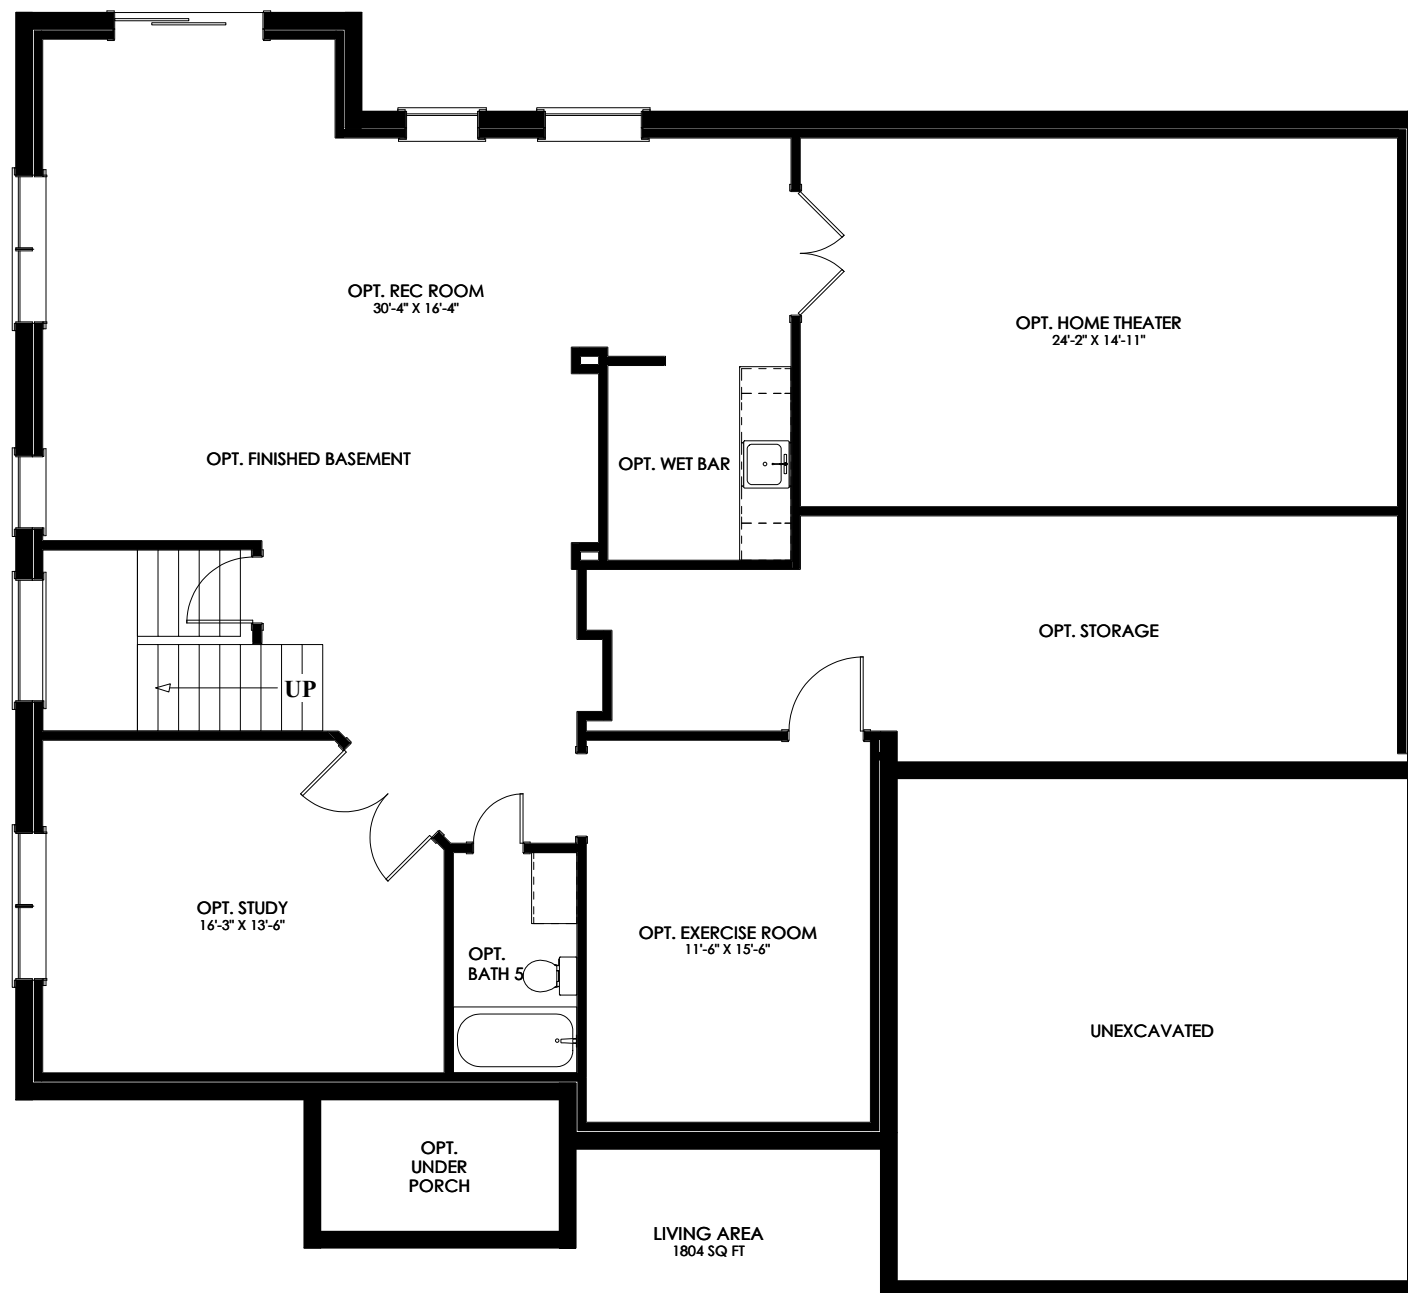 OPT. REC ROOM
30'-4" X 16'-4"
OPT. HOME THEATER
24'-2" X 14'-11"
OPT. FINISHED BASEMENT
OPT. WET BAR
OPT. STORAGE
UP
OPT. STUDY
16'-3" X 13'-6"
OPT.
BATH 5
OPT. EXERCISE ROOM
11'-6" X 15'-6"
UNEXCAVATED
OPT.
UNDER
PORCH
LIVING AREA
1804 SQ FT